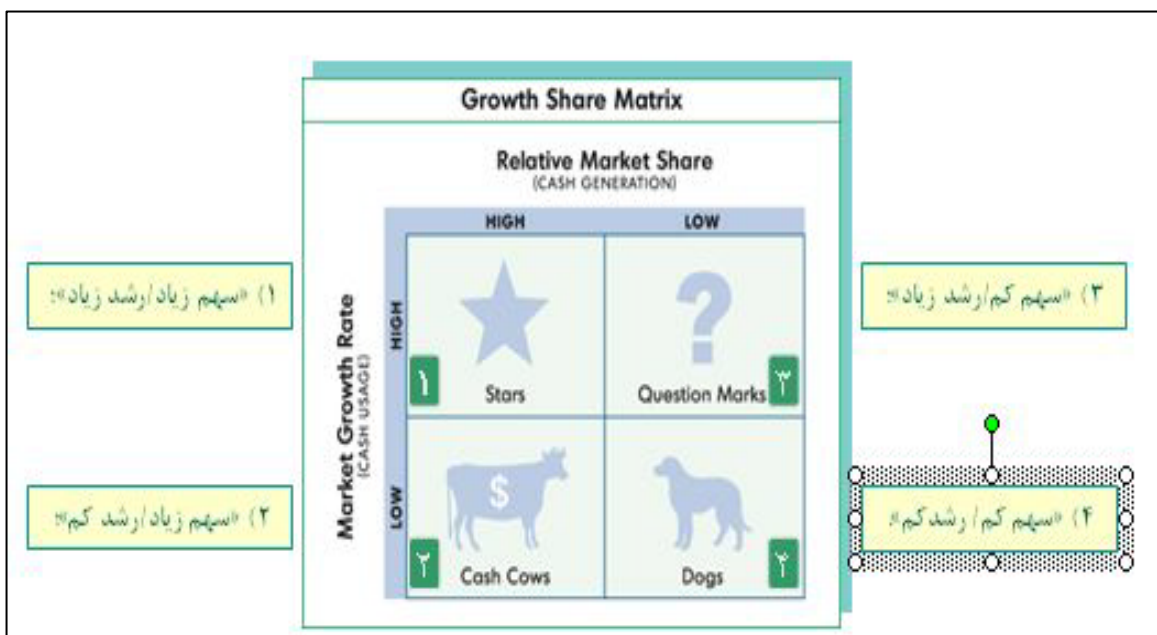 Growth Share Matrix
Relative Market Share
(CASH GENERATION)
HIGH LOW
Market Growth Rate
(CASH USAGE)
HIGH
LOW
۱) «سهم زیاد/رشد زیاد»:
۱
Stars
Question Marks
۳
۳) «سهم کم/رشد زیاد»:
۲) «سهم زیاد/رشد کم»:
$
۲
Cash Cows
Dogs
۴
۴) «سهم کم/ رشدکم»: